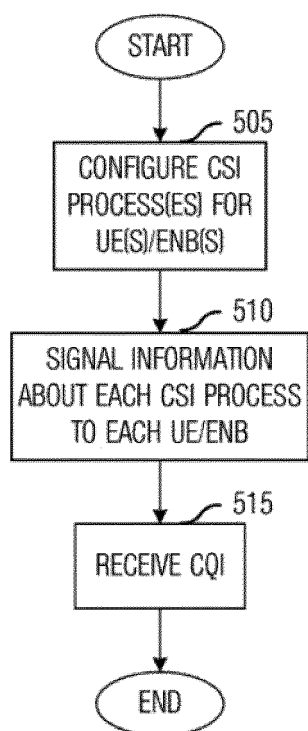 START
505
CONFIGURE CSI
PROCESS(ES) FOR
UE(S)/ENB(S)
510
SIGNAL INFORMATION
ABOUT EACH CSI PROCESS
TO EACH UE/ENB
515
RECEIVE CQI
END